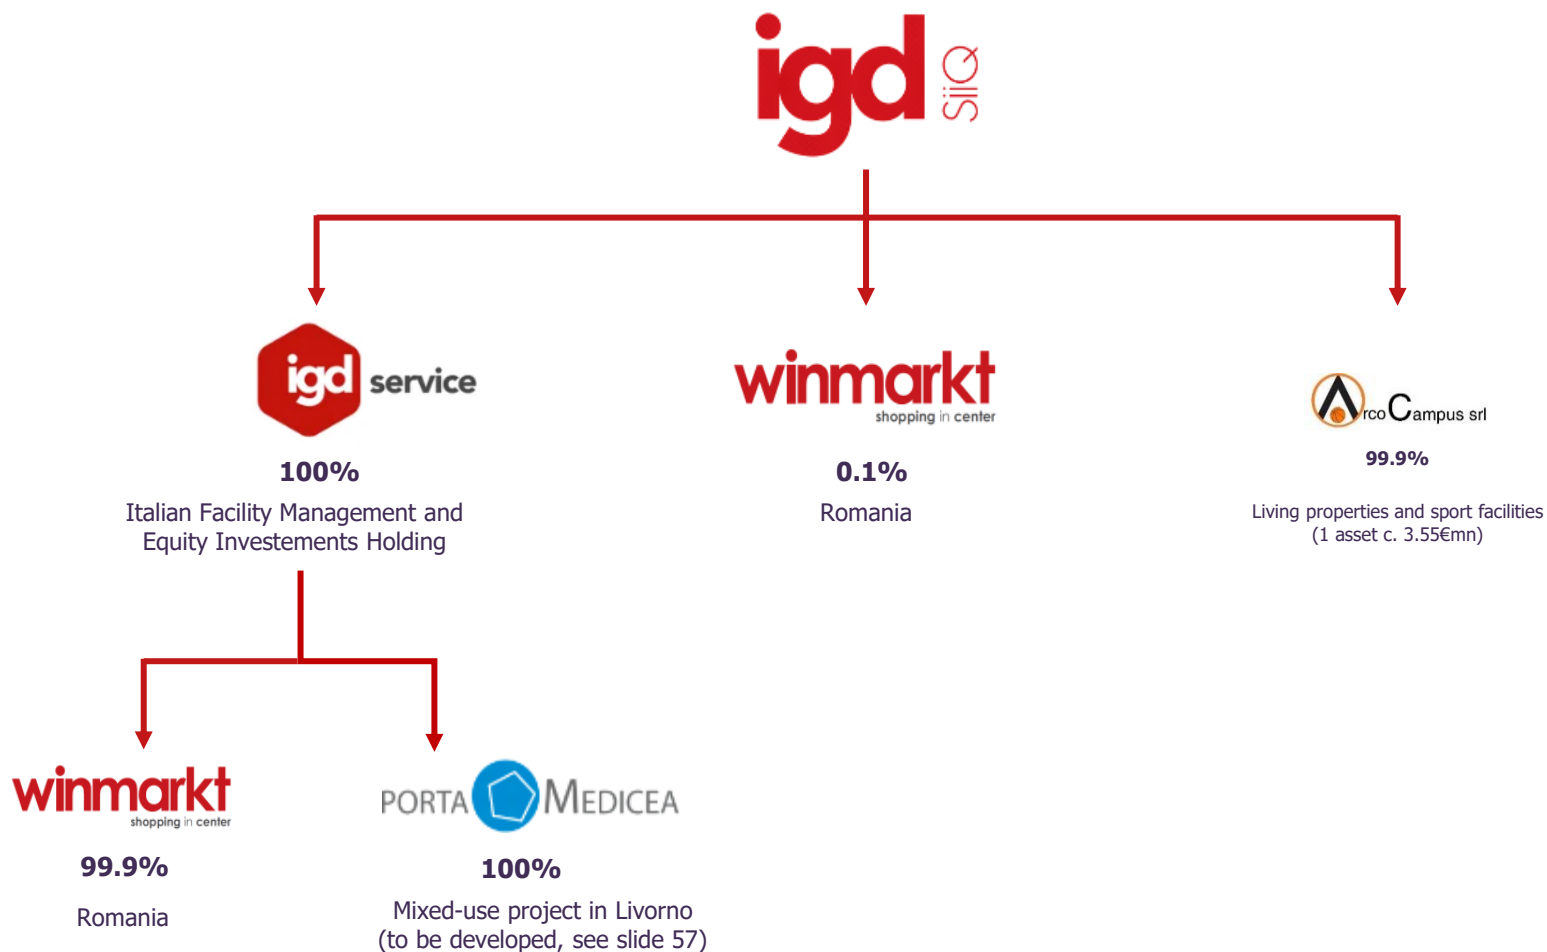 igd SiiQ
igd service
100%
Italian Facility Management and
Equity Investements Holding
winmarkt
shopping in center
0.1%
Romania
Arco Campus srl
99.9%
Living properties and sport facilities
(1 asset c. 3.55€mn)
winmarkt
shopping in center
99.9%
Romania
PORTA MEDICEA
100%
Mixed-use project in Livorno
(to be developed, see slide 57)